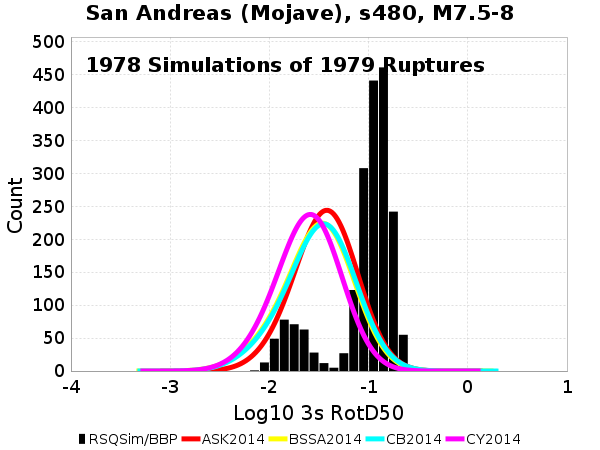 San Andreas (Mojave), s480, M7.5-8
1978 Simulations of 1979 Ruptures
500
450
400
350
300
250
200
150
100
50
0
Count
-4 -3 -2 -1 0 1
Log10 3s RotD50
RSQSim/BBP ASK2014 BSSA2014 CB2014 CY2014